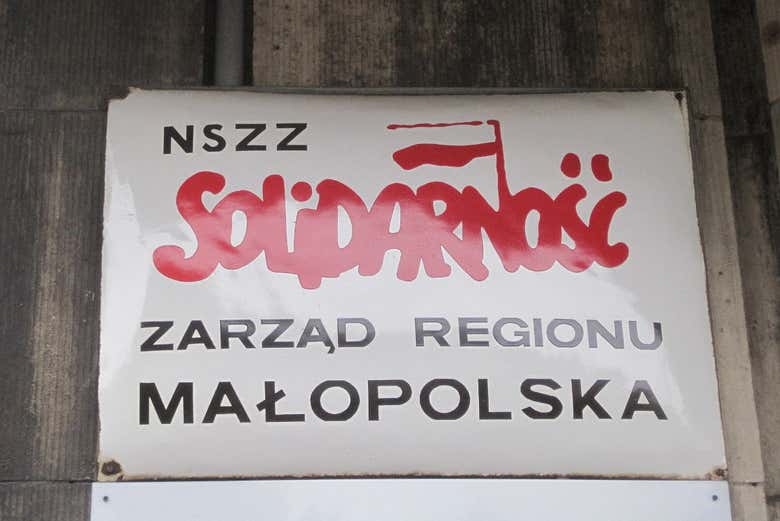 NSZZ
SOLiDARNOŚĆ
ZARZĄD REGIONU
MAŁOPOLSKA